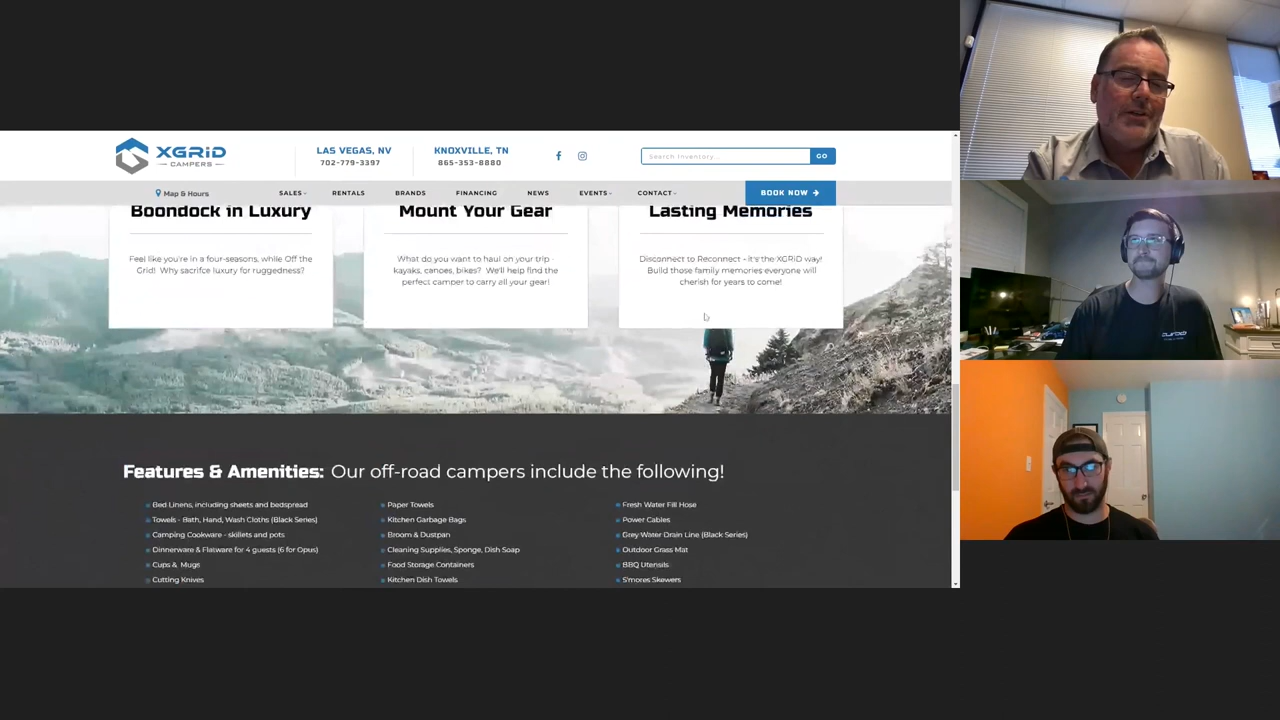 XGRiD
CAMPERS
LAS VEGAS, NV
702-779-3397
KNOXVILLE, TN
865-353-8880
Search Inventory...
GO
Map & Hours
SALES
RENTALS
BRANDS
FINANCING
NEWS
EVENTS
CONTACT
BOOK NOW
Boondock in Luxury
Mount Your Gear
Lasting Memories
Feel like you're in a four-seasons, while Off the
Grid! Why sacrifce luxury for ruggedness?
What do you want to haul on your trip -
kayaks, canoes, bikes? We'll help find the
perfect camper to carry all your gear!
Disconnect to Reconnect - it's the XGRiD way!
Build those family memories everyone will
cherish for years to come!
Features & Amenities: Our off-road campers include the following!
Bed Linens, including sheets and bedspread
Towels - Bath, Hand, Wash Cloths (Black Series)
Camping Cookware - skillets and pots
Dinnerware & Flatware for 4 guests (6 for Opus)
Cups & Mugs
Cutting Knives
Paper Towels
Kitchen Garbage Bags
Broom & Dustpan
Cleaning Supplies, Sponge, Dish Soap
Food Storage Containers
Kitchen Dish Towels
Fresh Water Fill Hose
Power Cables
Grey Water Drain Line (Black Series)
Outdoor Grass Mat
BBQ Utensils
S'mores Skewers